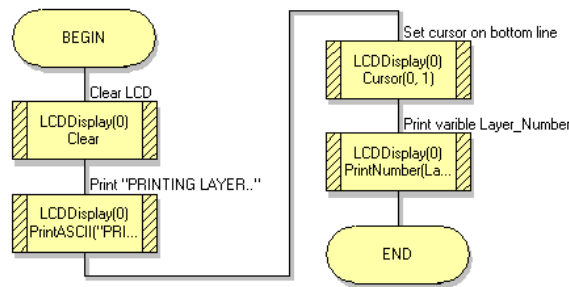 BEGIN
Clear LCD
LCDDisplay(0)
Clear
Print "PRINTING LAYER.."
LCDDisplay(0)
PrintASCII("PRI...
Set cursor on bottom line
LCDDisplay(0)
Cursor(0, 1)
Print varible Layer_Number
LCDDisplay(0)
PrintNumber(La...
END